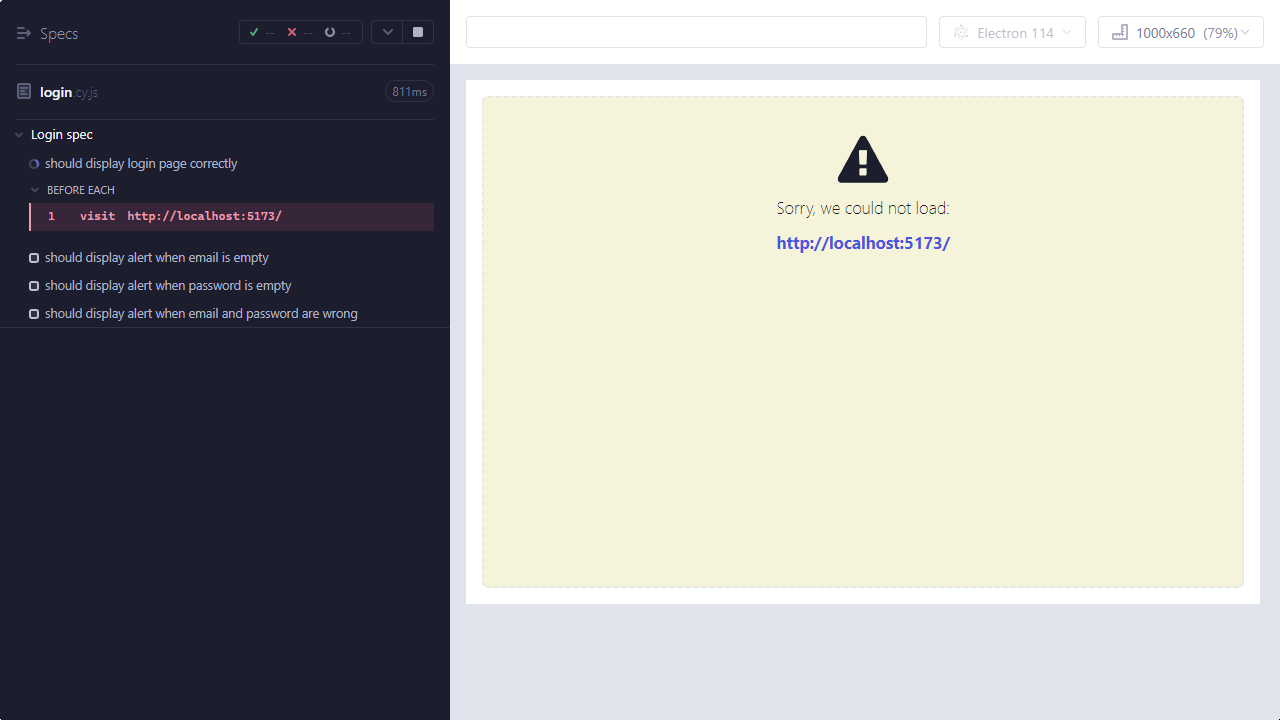 Specs
-- -- --
login.cy.js
811ms
Login spec
should display login page correctly
BEFORE EACH
1 visit http://localhost:5173/
should display alert when email is empty
should display alert when password is empty
should display alert when email and password are wrong
Electron 114
1000x660 (79%)
Sorry, we could not load:
http://localhost:5173/